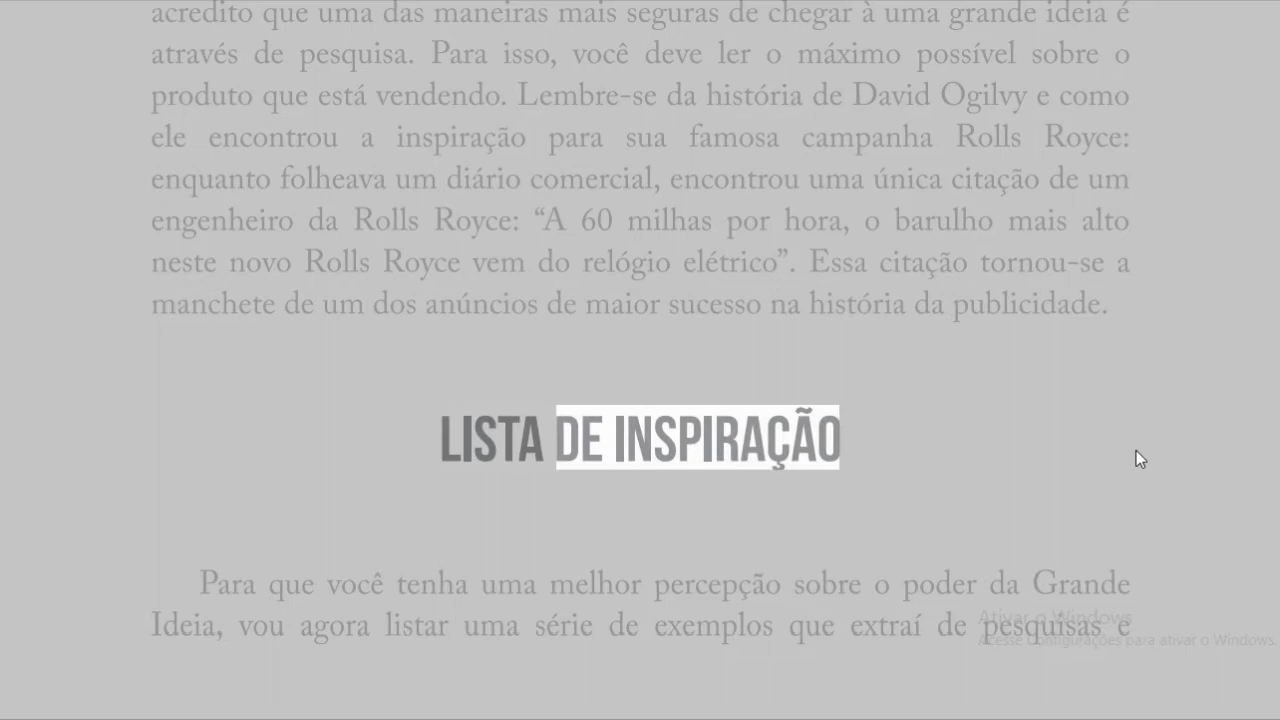 acredito que uma das maneiras mais seguras de chegar à uma grande ideia é
através de pesquisa. Para isso, você deve ler o máximo possível sobre o
produto que está vendendo. Lembre-se da história de David Ogilvy e como
ele encontrou a inspiração para sua famosa campanha Rolls Royce:
enquanto folheava um diário comercial, encontrou uma única citação de um
engenheiro da Rolls Royce: “A 60 milhas por hora, o barulho mais alto
neste novo Rolls Royce vem do relógio elétrico”. Essa citação tornou-se a
manchete de um dos anúncios de maior sucesso na história da publicidade.
LISTA DE INSPIRAÇÃO
Para que você tenha uma melhor percepção sobre o poder da Grande
Ideia, vou agora listar uma série de exemplos que extraí de pesquisas e
Ativar o Windows
Acesse Configurações para ativar o Windows.